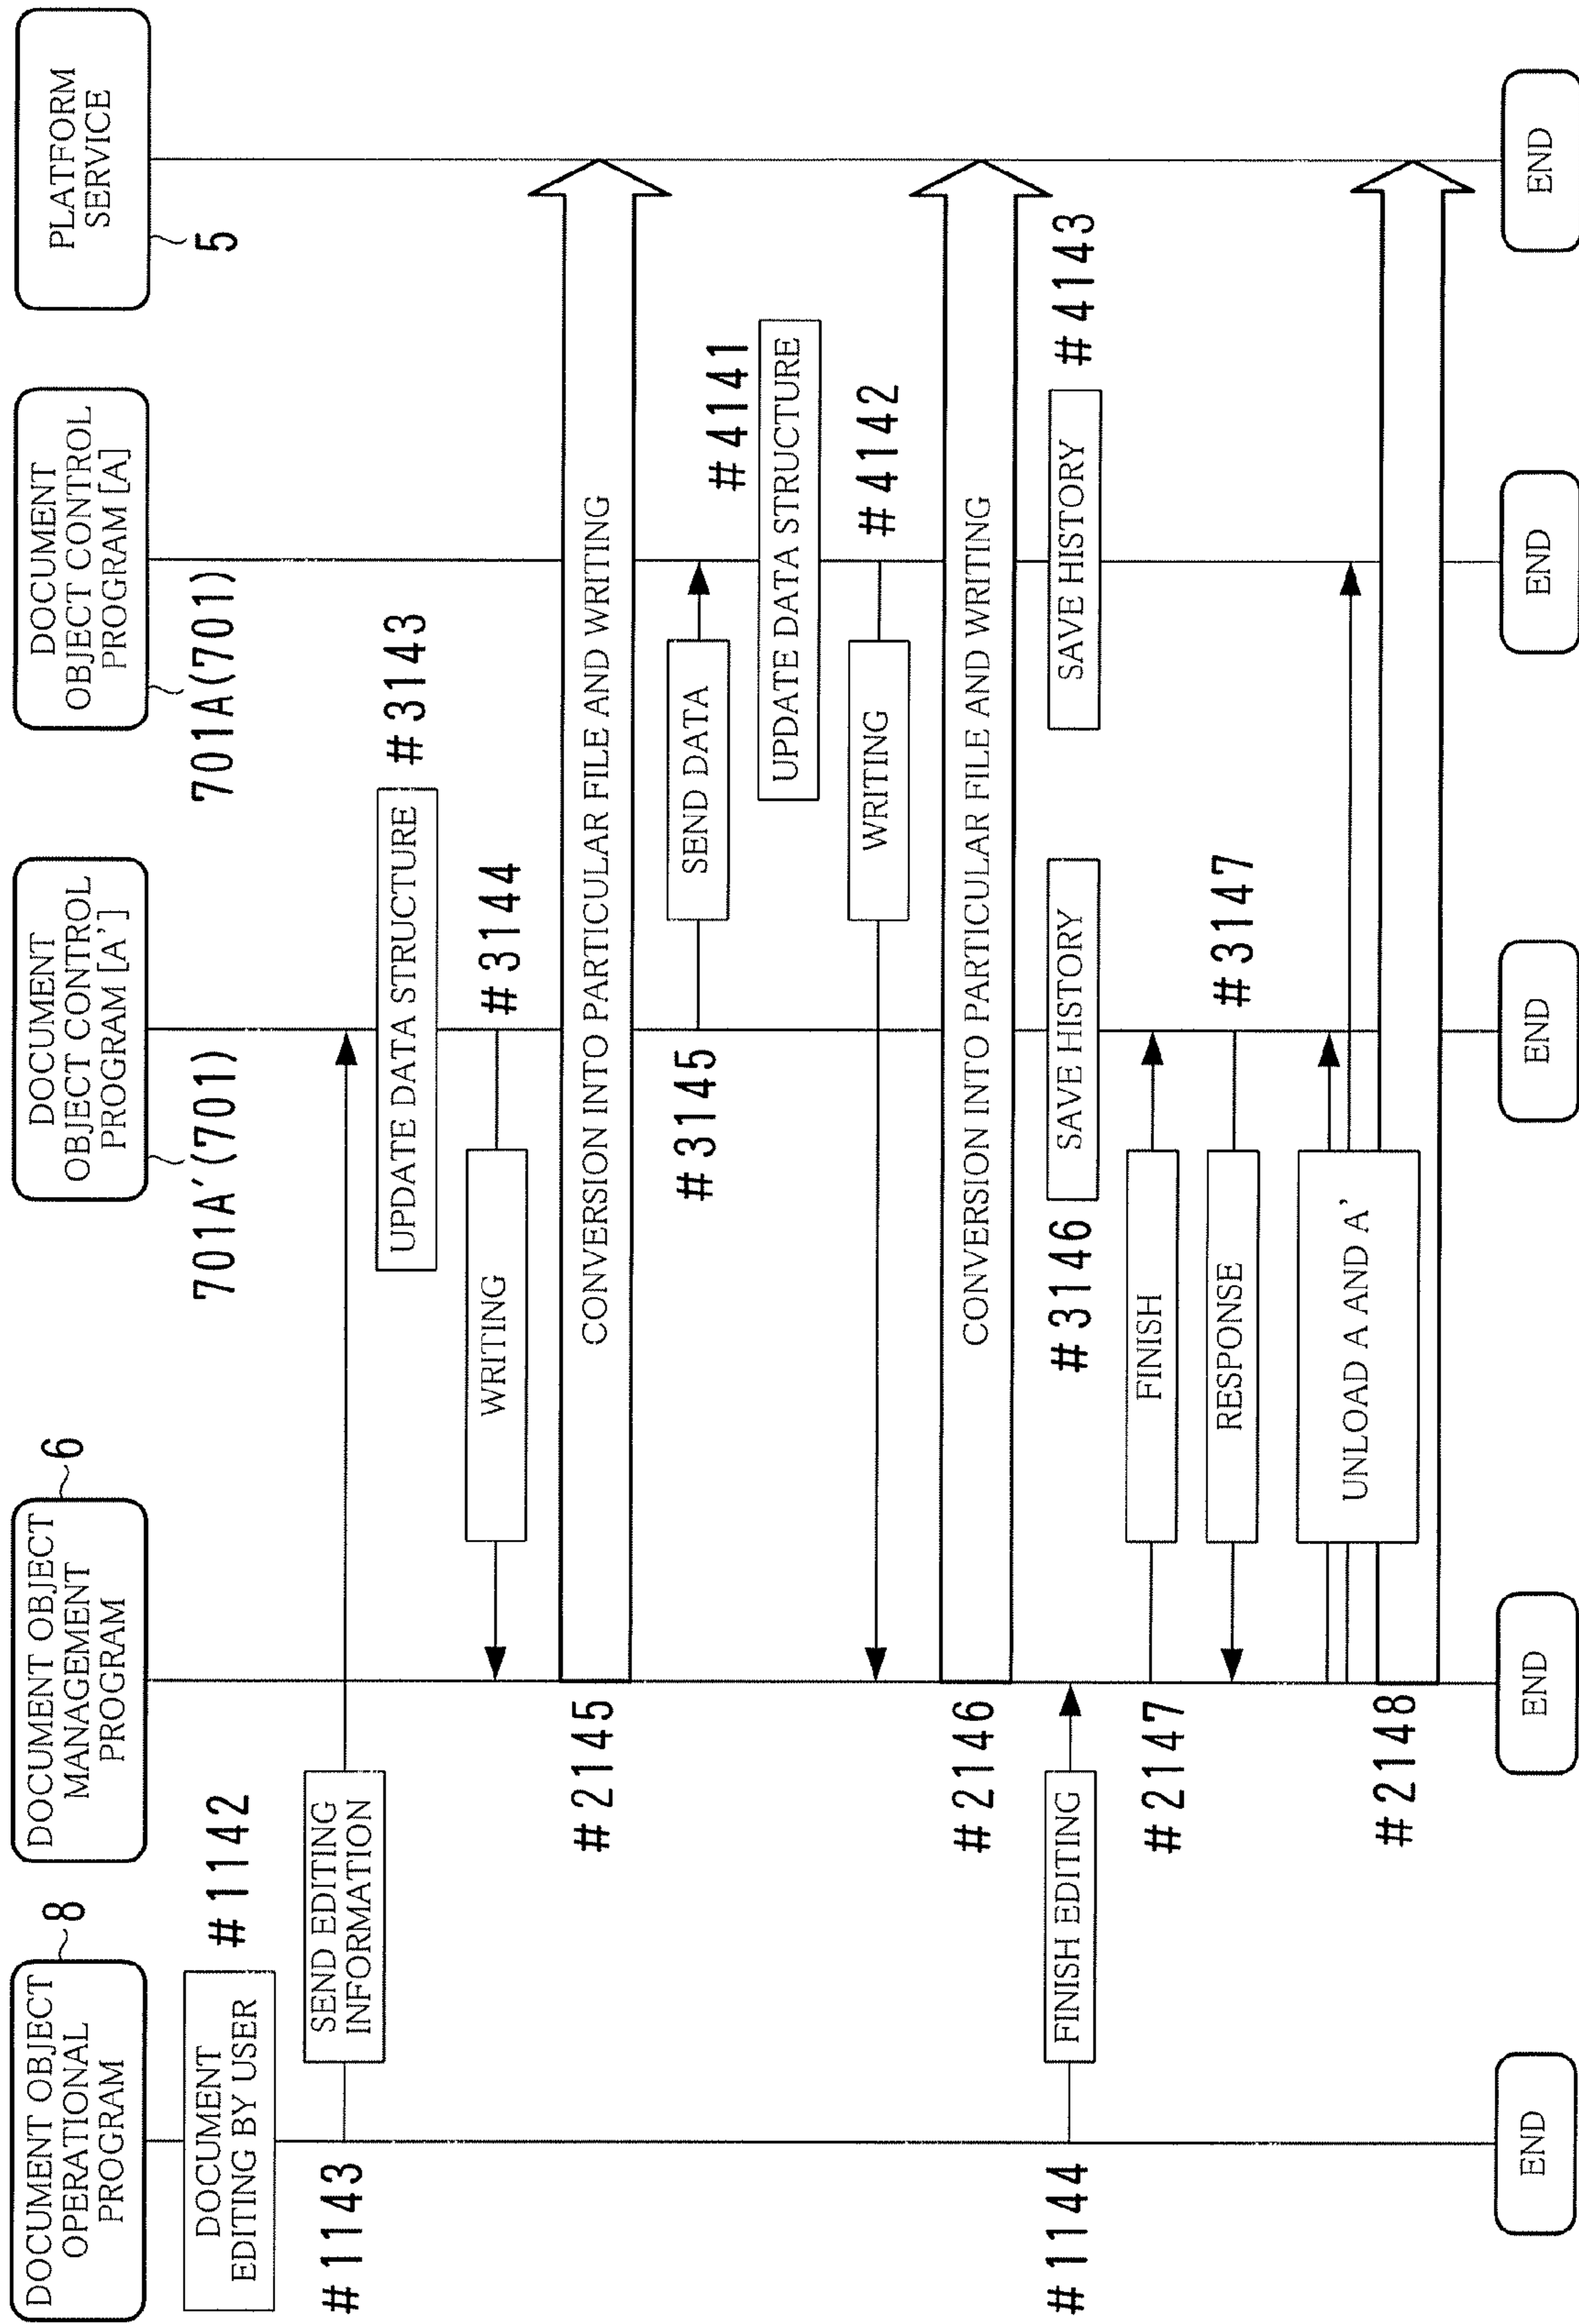 DOCUMENT OBJECT
OPERATIONAL
PROGRAM
8
DOCUMENT OBJECT
MANAGEMENT
PROGRAM
6
DOCUMENT
OBJECT CONTROL
PROGRAM [A']
701A'(701)
DOCUMENT
OBJECT CONTROL
PROGRAM [A]
701A(701)
PLATFORM
SERVICE
5
DOCUMENT
EDITING BY USER
#1142
#1143
SEND EDITING
INFORMATION
UPDATE DATA STRUCTURE
#3143
WRITING
#3144
#2145
CONVERSION INTO PARTICULAR FILE AND WRITING
#3145
SEND DATA
#4141
UPDATE DATA STRUCTURE
WRITING
#4142
#2146
CONVERSION INTO PARTICULAR FILE AND WRITING
#1144
FINISH EDITING
#3146
SAVE HISTORY
SAVE HISTORY
#4143
#2147
FINISH
RESPONSE
#3147
#2148
UNLOAD A AND A'
END
END
END
END
END